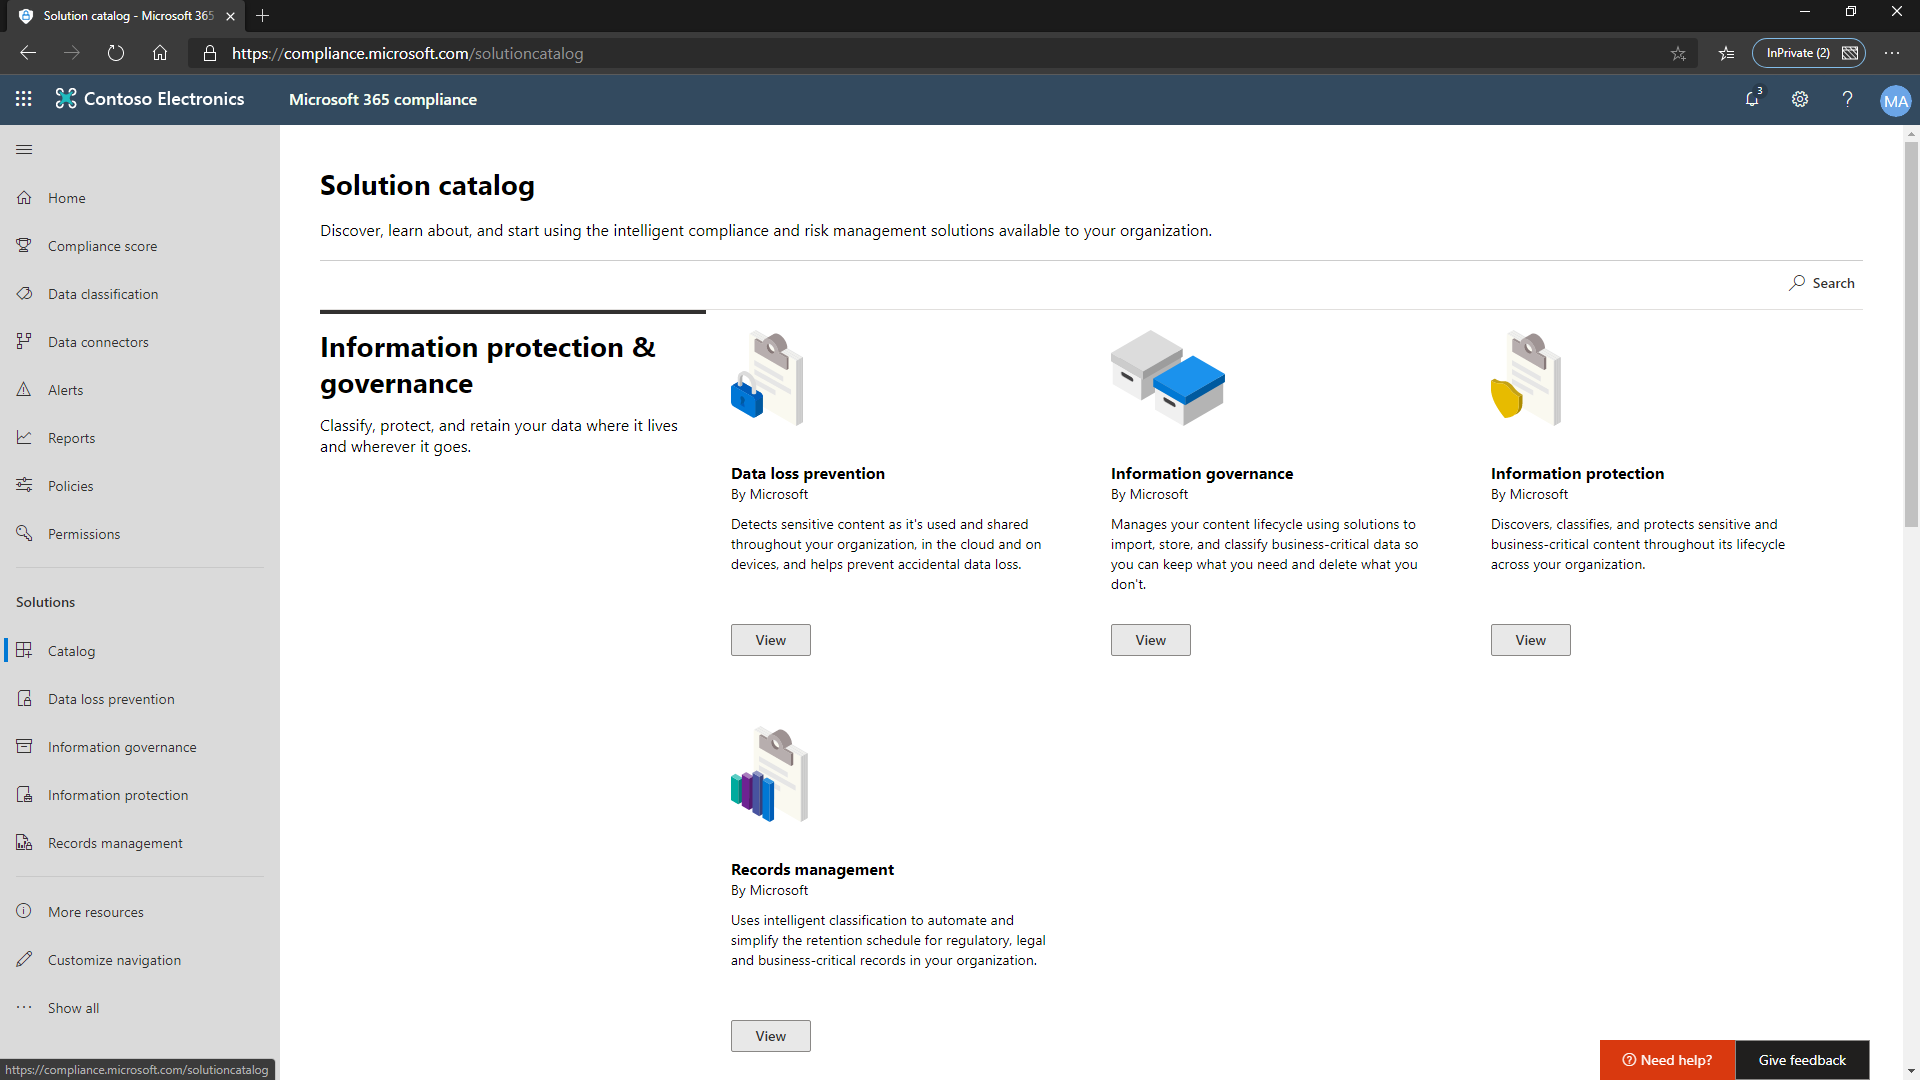 Solution catalog - Microsoft 365
https://compliance.microsoft.com/solutioncatalog
InPrivate (2)
Contoso Electronics
Microsoft 365 compliance
3
?
MA
Home
Compliance score
Data classification
Data connectors
Alerts
Reports
Policies
Permissions
Solutions
Catalog
Data loss prevention
Information governance
Information protection
Records management
More resources
Customize navigation
Show all
https://compliance.microsoft.com/solutioncatalog
Solution catalog
Discover, learn about, and start using the intelligent compliance and risk management solutions available to your organization.
Search
Information protection &
governance
Classify, protect, and retain your data where it lives
and wherever it goes.
Data loss prevention
By Microsoft
Detects sensitive content as it's used and shared
throughout your organization, in the cloud and on
devices, and helps prevent accidental data loss.
View
Information governance
By Microsoft
Manages your content lifecycle using solutions to
import, store, and classify business-critical data so
you can keep what you need and delete what you
don't.
View
Information protection
By Microsoft
Discovers, classifies, and protects sensitive and
business-critical content throughout its lifecycle
across your organization.
View
Records management
By Microsoft
Uses intelligent classification to automate and
simplify the retention schedule for regulatory, legal
and business-critical records in your organization.
View
Need help?
Give feedback